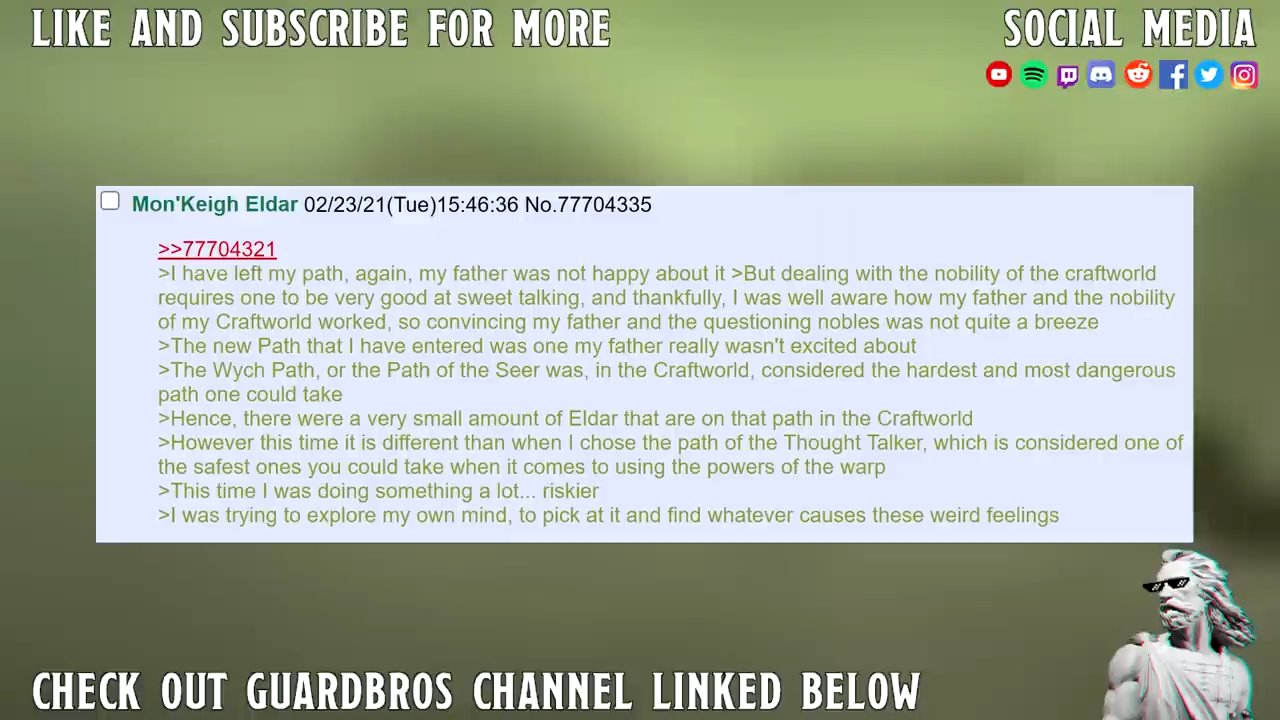 LIKE AND SUBSCRIBE FOR MORE
SOCIAL MEDIA
Mon'Keigh Eldar 02/23/21(Tue)15:46:36 No.77704335
>>77704321
>I have left my path, again, my father was not happy about it >But dealing with the nobility of the craftworld
requires one to be very good at sweet talking, and thankfully, I was well aware how my father and the nobility
of my Craftworld worked, so convincing my father and the questioning nobles was not quite a breeze
>The new Path that I have entered was one my father really wasn't excited about
>The Wych Path, or the Path of the Seer was, in the Craftworld, considered the hardest and most dangerous
path one could take
>Hence, there were a very small amount of Eldar that are on that path in the Craftworld
>However this time it is different than when I chose the path of the Thought Talker, which is considered one of
the safest ones you could take when it comes to using the powers of the warp
>This time I was doing something a lot... riskier
>I was trying to explore my own mind, to pick at it and find whatever causes these weird feelings
CHECK OUT GUARDBROS CHANNEL LINKED BELOW